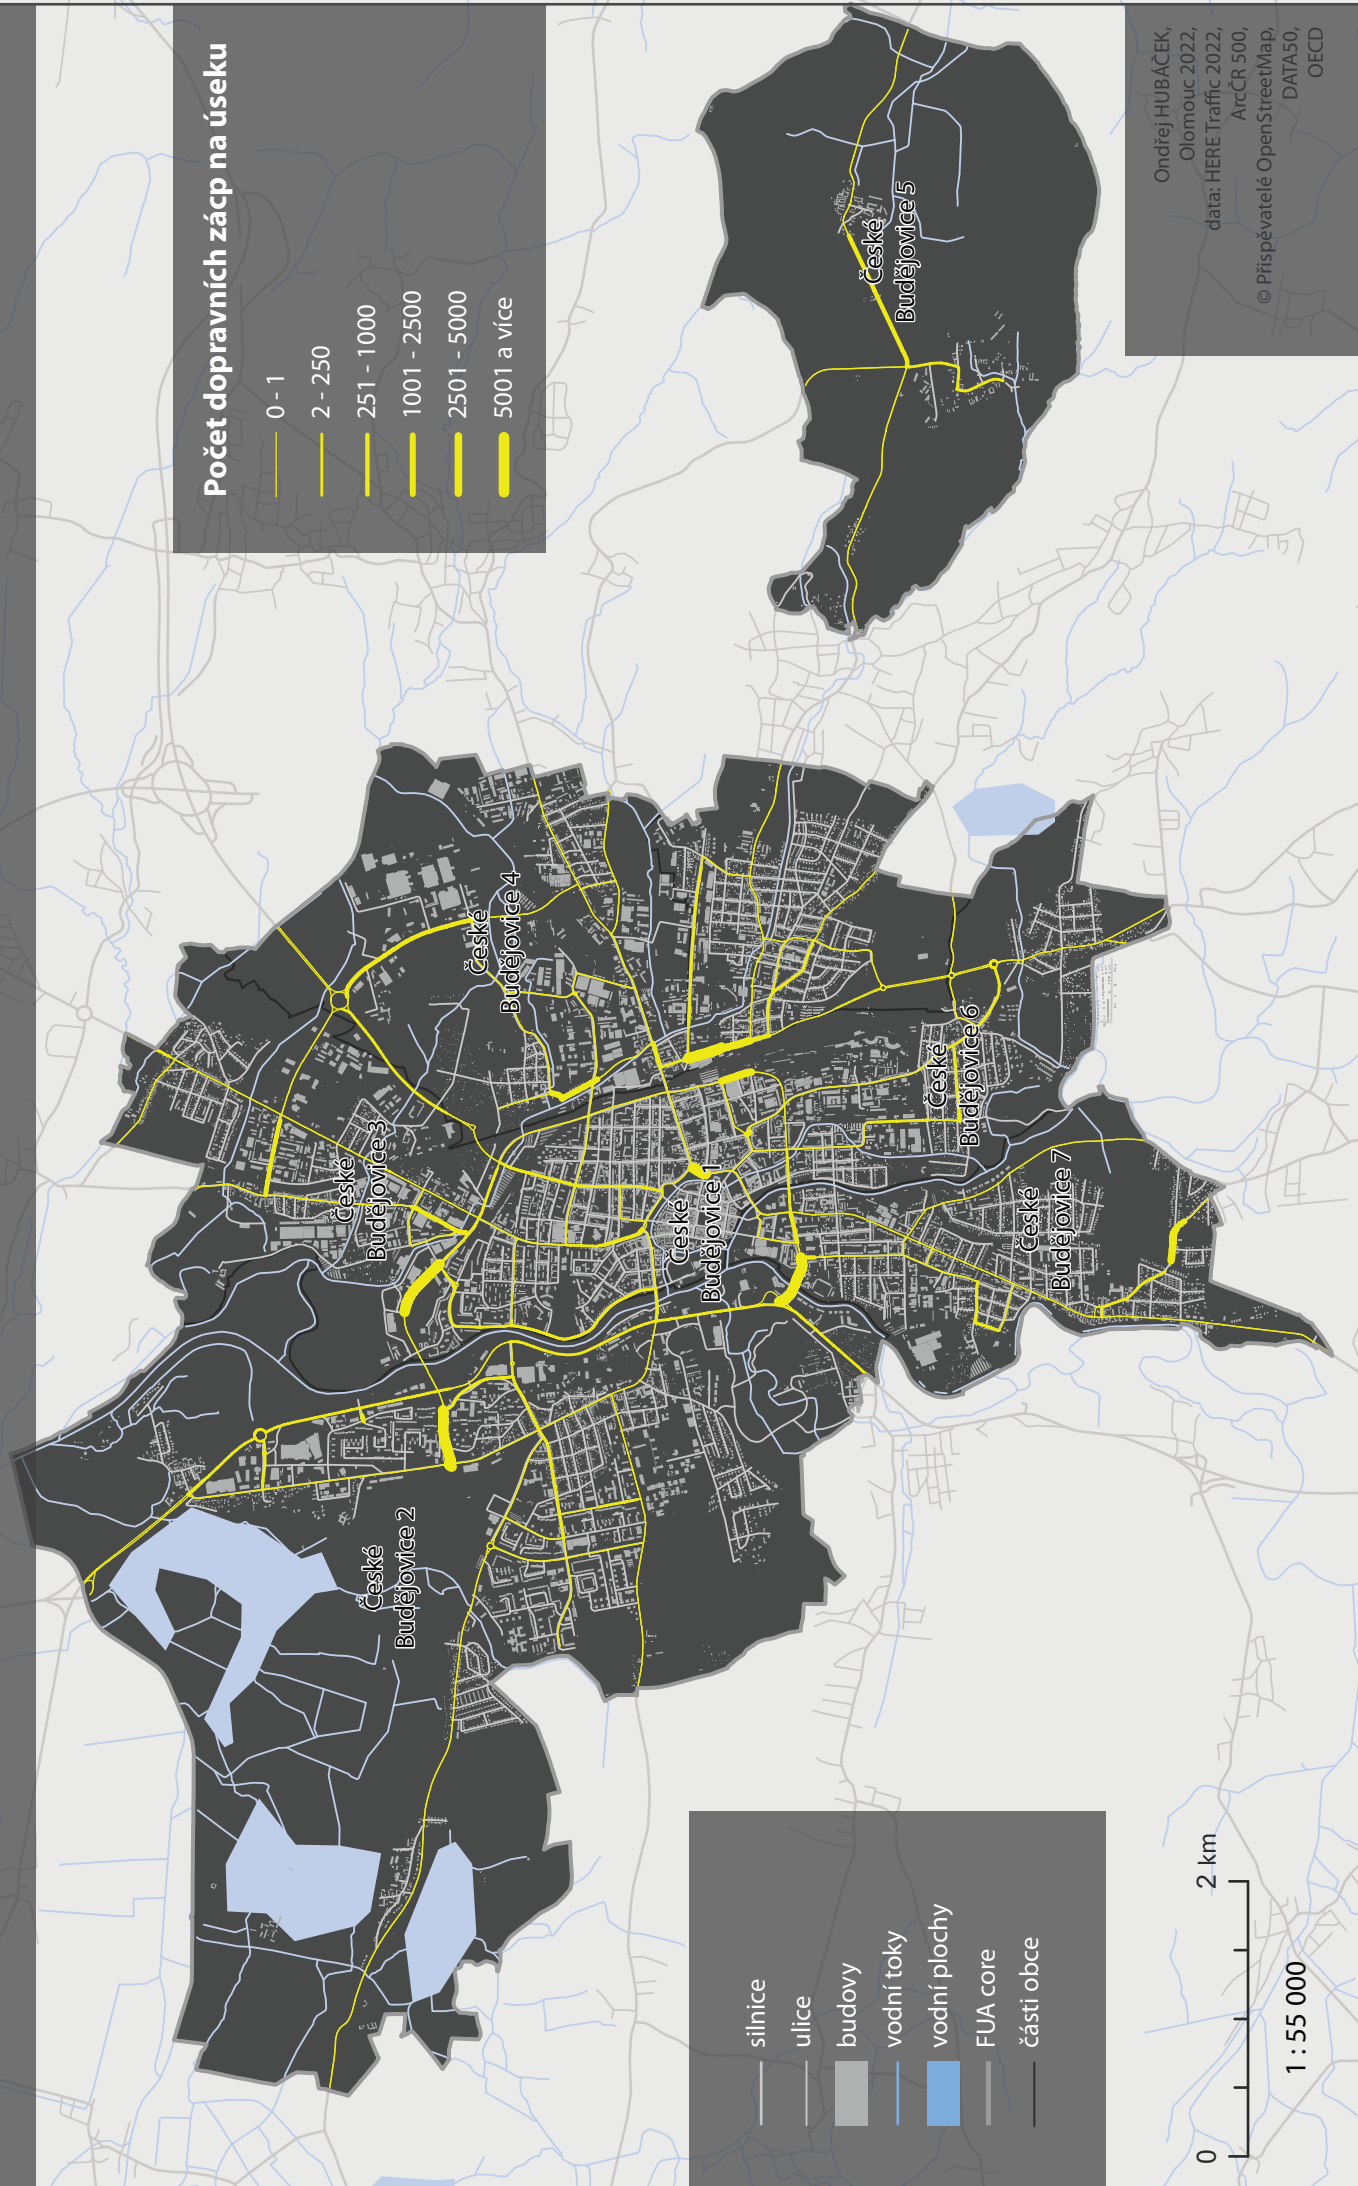 Počet dopravních zácp na úseku
0 - 1
2 - 250
251 - 1000
1001 - 2500
2501 - 5000
5001 a více
Ondřej HUBÁČEK,
Olomouc 2022,
data: HERE Traffic 2022,
ArcČR 500,
© Přispěvatelé OpenStreetMap,
DATA50,
OECD
České
Budějovice 2
České
Budějovice 3
České
Budějovice 4
České
Budějovice 1
České
Budějovice 5
České
Budějovice 6
České
Budějovice 7
silnice
ulice
budovy
vodní toky
vodní plochy
FUA core
části obce
0
2 km
1 : 55 000